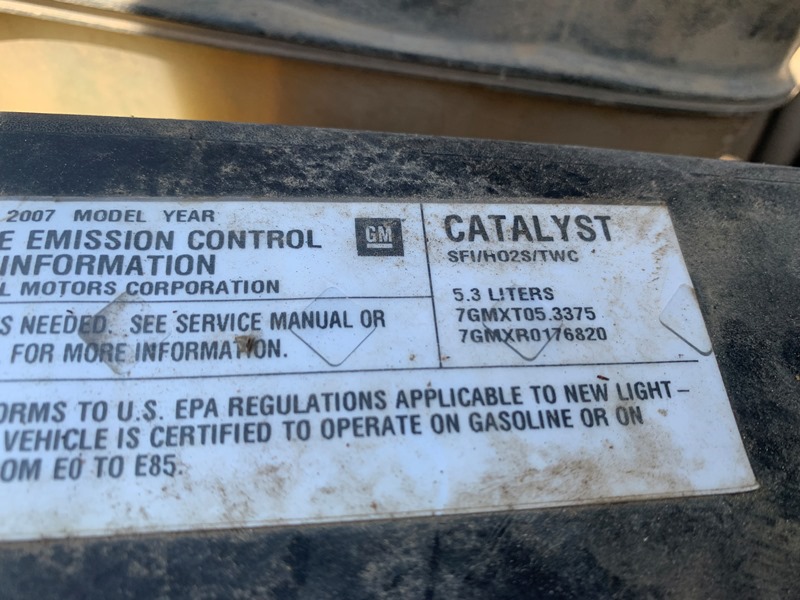 2007 MODEL YEAR
E EMISSION CONTROL
INFORMATION
L MOTORS CORPORATION
GM
CATALYST
SFI/HO2S/TWC
5.3 LITERS
7GMXT05.3375
7GMXR0176820
S NEEDED. SEE SERVICE MANUAL OR
FOR MORE INFORMATION.
ORMS TO U.S. EPA REGULATIONS APPLICABLE TO NEW LIGHT-
VEHICLE IS CERTIFIED TO OPERATE ON GASOLINE OR ON
OM E0 TO E85.